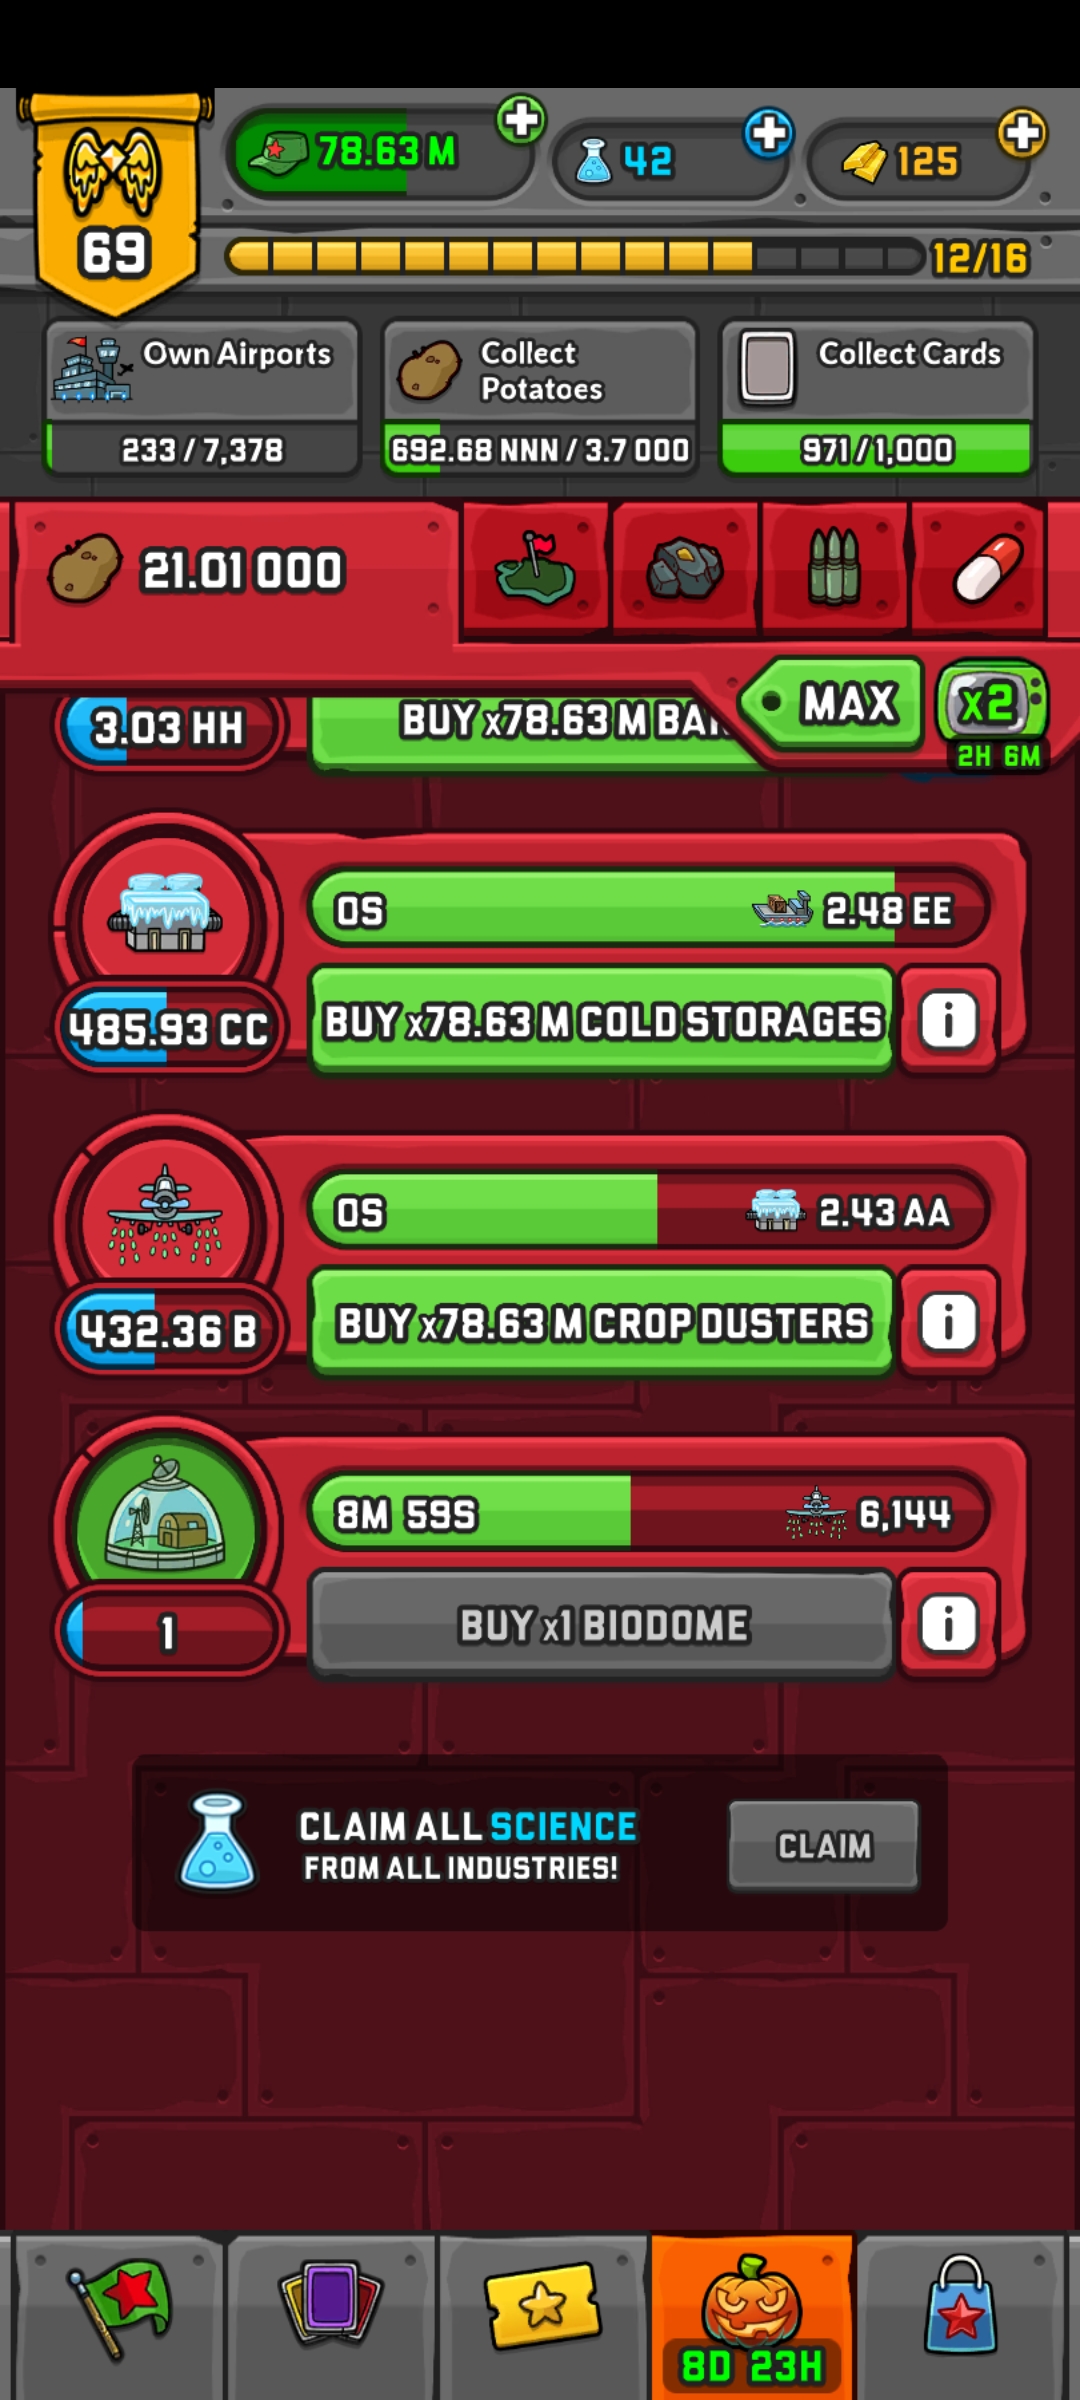 78.63 M
42
125
69
12/16
Own Airports
233 / 7,378
Collect
Potatoes
692.68 NNN / 3.7 OOO
Collect Cards
971 / 1,000
21.01 OOO
MAX
x2
2H 6M
3.03 HH
BUY x78.63 M
0S
2.48 EE
485.93 CC
BUY x78.63 M COLD STORAGES
i
0S
2.43 AA
432.36 B
BUY x78.63 M CROP DUSTERS
i
8M 59S
6,144
1
BUY x1 BIODOME
i
CLAIM ALL SCIENCE
FROM ALL INDUSTRIES!
CLAIM
8D 23H